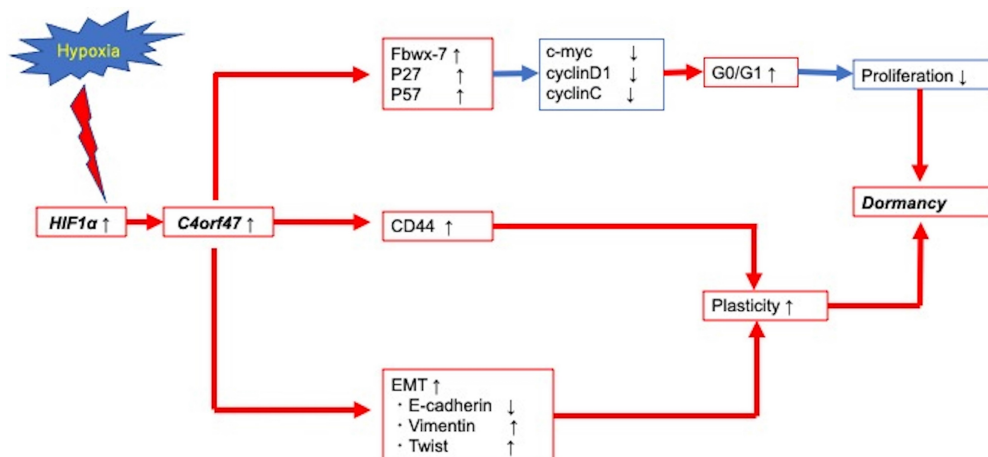 Hypoxia
Fbwx-7 ↑
P27 ↑
P57 ↑
c-myc ↓
cyclinD1 ↓
cyclinC ↓
G0/G1 ↑
Proliferation ↓
HIF1α ↑
C4orf47 ↑
CD44 ↑
Dormancy
Plasticity ↑
EMT ↑
・E-cadherin ↓
・Vimentin ↑
・Twist ↑